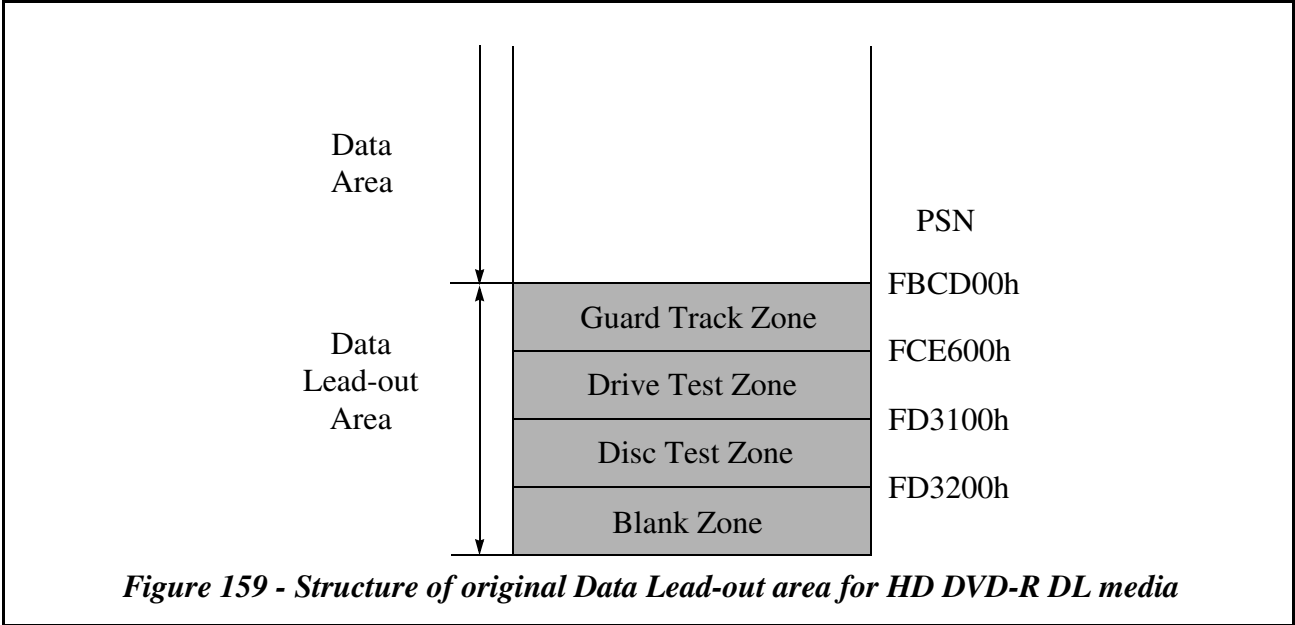 Data
Area
PSN
FBCD00h
Guard Track Zone
FCE600h
Data
Lead-out
Area
Drive Test Zone
FD3100h
Disc Test Zone
FD3200h
Blank Zone
Figure 159 - Structure of original Data Lead-out area for HD DVD-R DL media